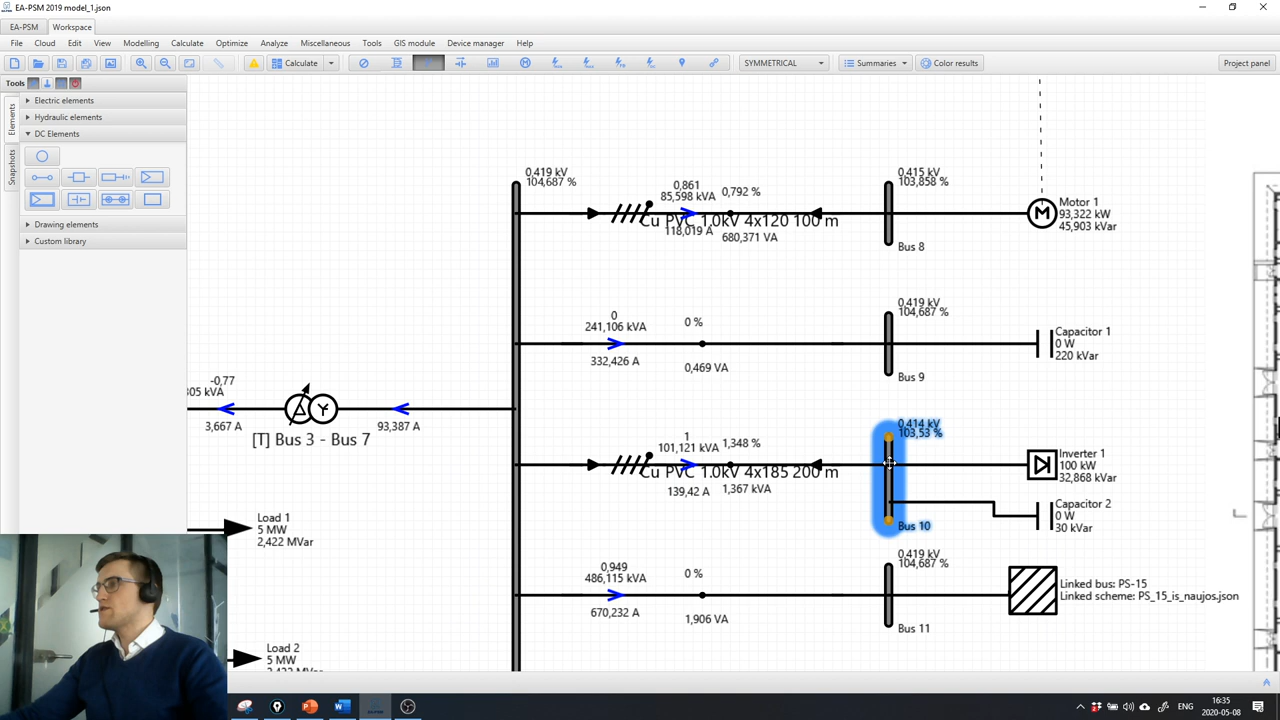 EA-PSM 2019 model_1.json
EA-PSM Workspace
File Cloud Edit View Modelling Calculate Optimize Analyze Miscellaneous Tools GIS module Device manager Help
Calculate SYMMETRICAL Summaries Color results Project panel
Tools
Elements
Snapshots
Electric elements
Hydraulic elements
DC Elements
Drawing elements
Custom library
0,419 kV
104,687 %
0,861
85,598 kVA
0,792 %
Cu PVC 1.0kV 4x120 100 m
118,019 A
680,371 VA
0,415 kV
103,858 %
Bus 8
M
Motor 1
93,322 kW
45,903 kVar
0
241,106 kVA
0 %
332,426 A
0,469 VA
0,419 kV
104,687 %
Bus 9
Capacitor 1
0 W
220 kVar
-0,77
305 kVA
3,667 A
93,387 A
[T] Bus 3 - Bus 7
1
101,121 kVA
1,348 %
Cu PVC 1.0kV 4x185 200 m
139,42 A
1,367 kVA
0,414 kV
103,53 %
Bus 10
Inverter 1
100 kW
32,868 kVar
Capacitor 2
0 W
30 kVar
Load 1
5 MW
2,422 MVar
0,949
486,115 kVA
0 %
670,232 A
1,906 VA
0,419 kV
104,687 %
Bus 11
Linked bus: PS-15
Linked scheme: PS_15_is_naujos.json
Load 2
5 MW
2,422 MVar
16:35
2020-05-08